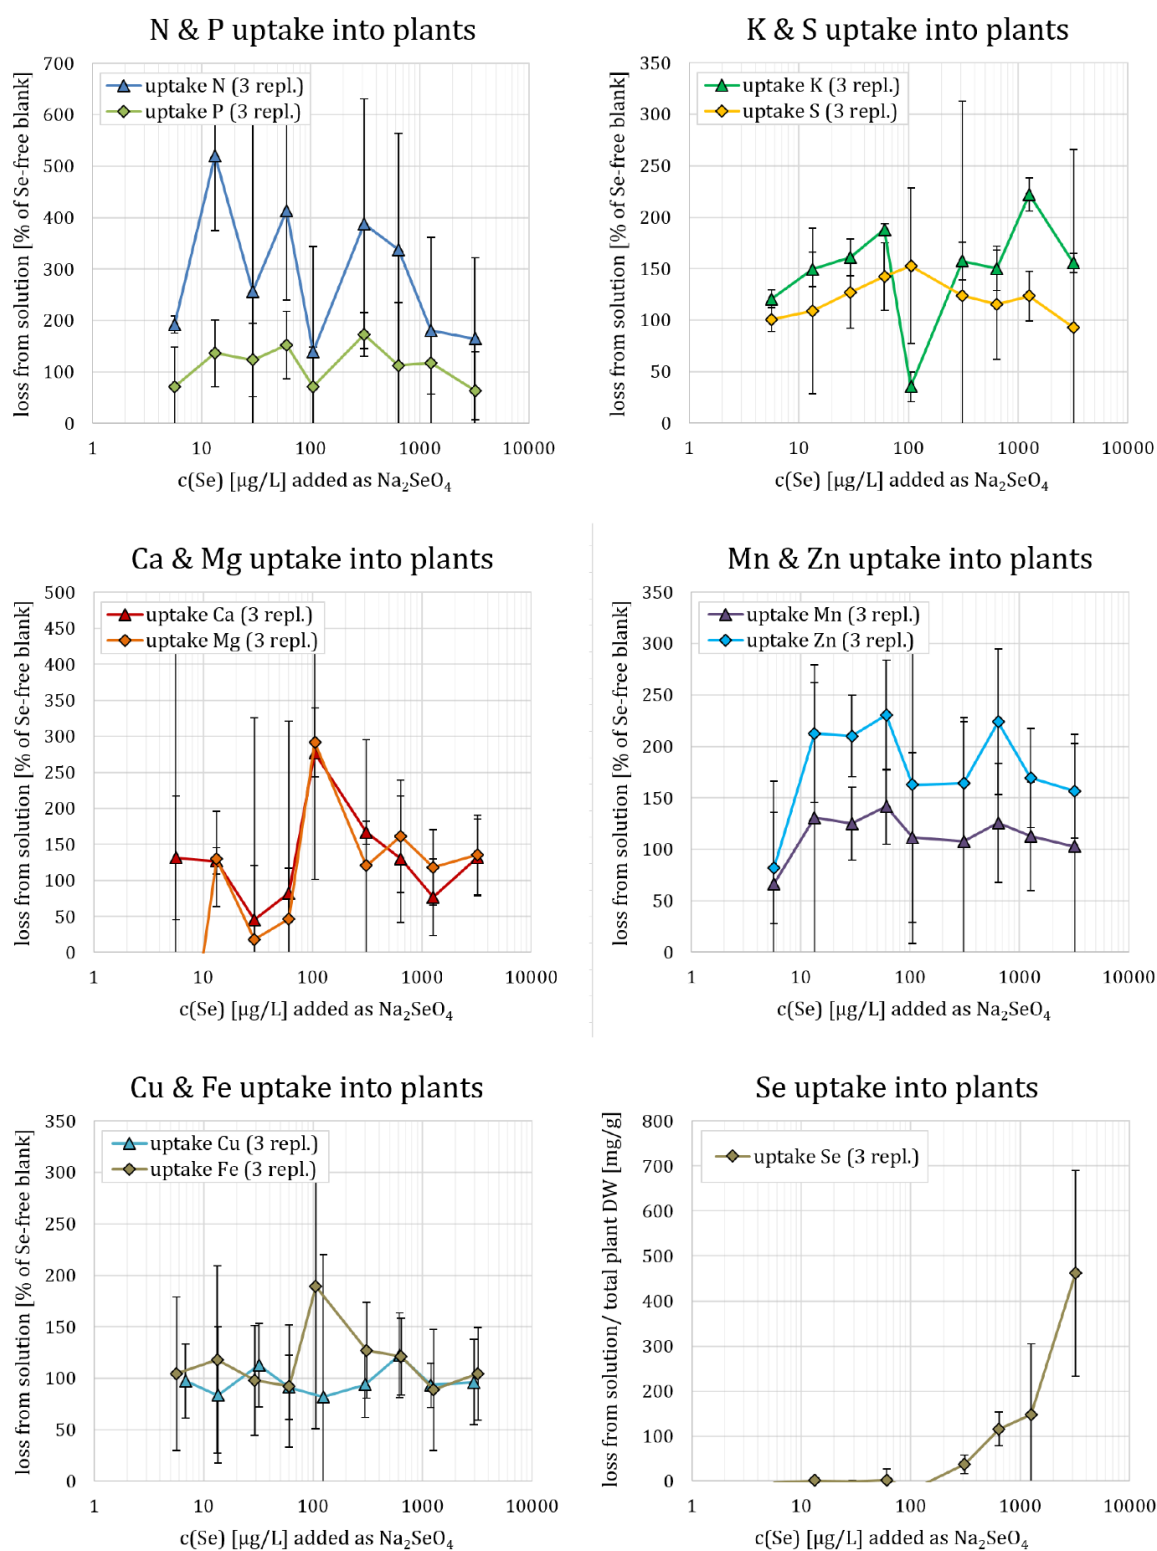 N & P uptake into plants
loss from solution [% of Se-free blank]
700
600
500
400
300
200
100
0
uptake N (3 repl.)
uptake P (3 repl.)
1
10
100
1000
10000
c(Se) [µg/L] added as Na₂SeO₄
K & S uptake into plants
loss from solution [% of Se-free blank]
350
300
250
200
150
100
50
0
uptake K (3 repl.)
uptake S (3 repl.)
1
10
100
1000
10000
c(Se) [µg/L] added as Na₂SeO₄
Ca & Mg uptake into plants
loss from solution [% of Se-free blank]
500
450
400
350
300
250
200
150
100
50
0
uptake Ca (3 repl.)
uptake Mg (3 repl.)
1
10
100
1000
10000
c(Se) [µg/L] added as Na₂SeO₄
Mn & Zn uptake into plants
loss from solution [% of Se-free blank]
350
300
250
200
150
100
50
0
uptake Mn (3 repl.)
uptake Zn (3 repl.)
1
10
100
1000
10000
c(Se) [µg/L] added as Na₂SeO₄
Cu & Fe uptake into plants
loss from solution [% of Se-free blank]
350
300
250
200
150
100
50
0
uptake Cu (3 repl.)
uptake Fe (3 repl.)
1
10
100
1000
10000
c(Se) [µg/L] added as Na₂SeO₄
Se uptake into plants
loss from solution/ total plant DW [mg/g]
800
700
600
500
400
300
200
100
0
uptake Se (3 repl.)
1
10
100
1000
10000
c(Se) [µg/L] added as Na₂SeO₄